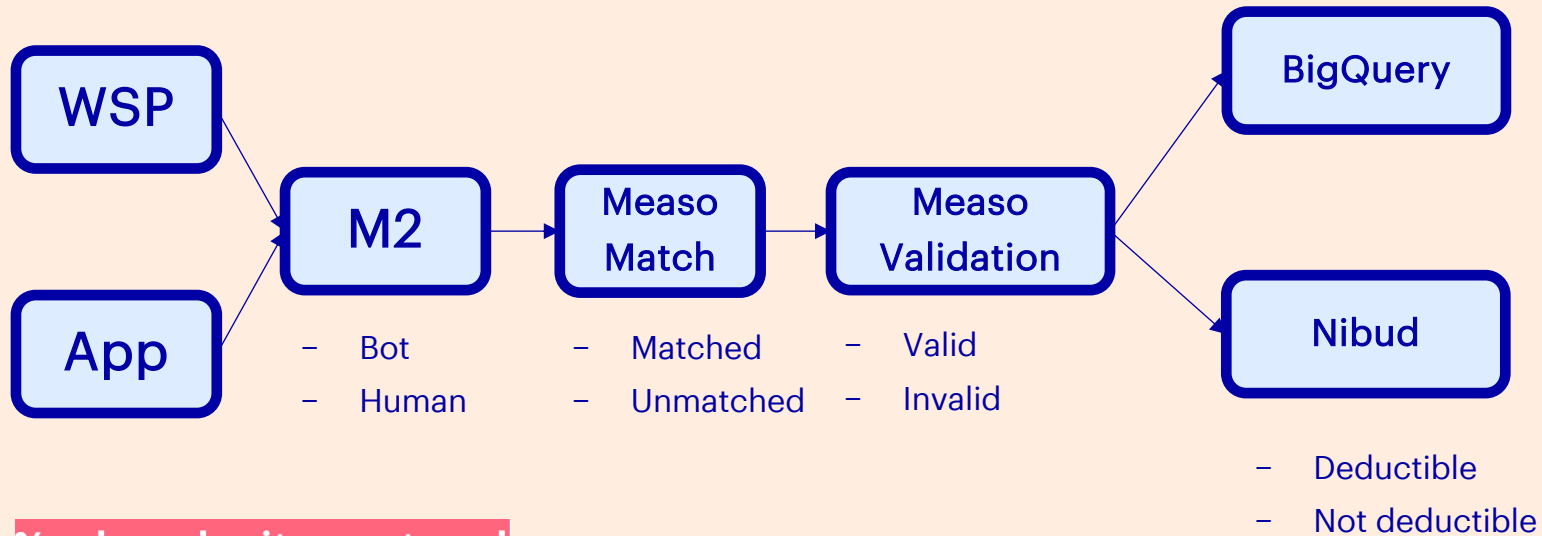 WSP
App
M2
– Bot
– Human
Measo
Match
– Matched
– Unmatched
Measo
Validation
– Valid
– Invalid
BigQuery
Nibud
– Deductible
– Not deductible